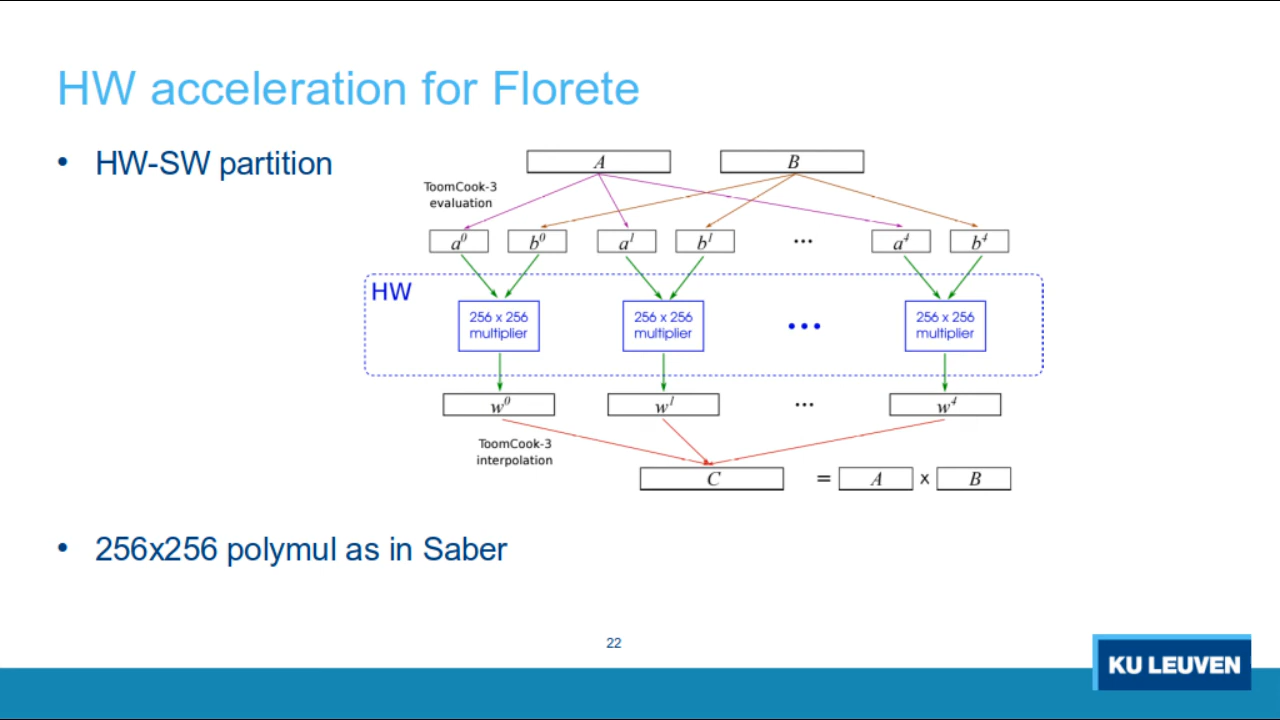 HW acceleration for Florete
• HW-SW partition
A B
ToomCook-3
evaluation
a⁰ b⁰ a¹ b¹ ... a⁴ b⁴
HW
256 x 256
multiplier
256 x 256
multiplier
...
256 x 256
multiplier
w⁰ w¹ ... w⁴
ToomCook-3
interpolation
C = A x B
• 256x256 polymul as in Saber
22
KU LEUVEN